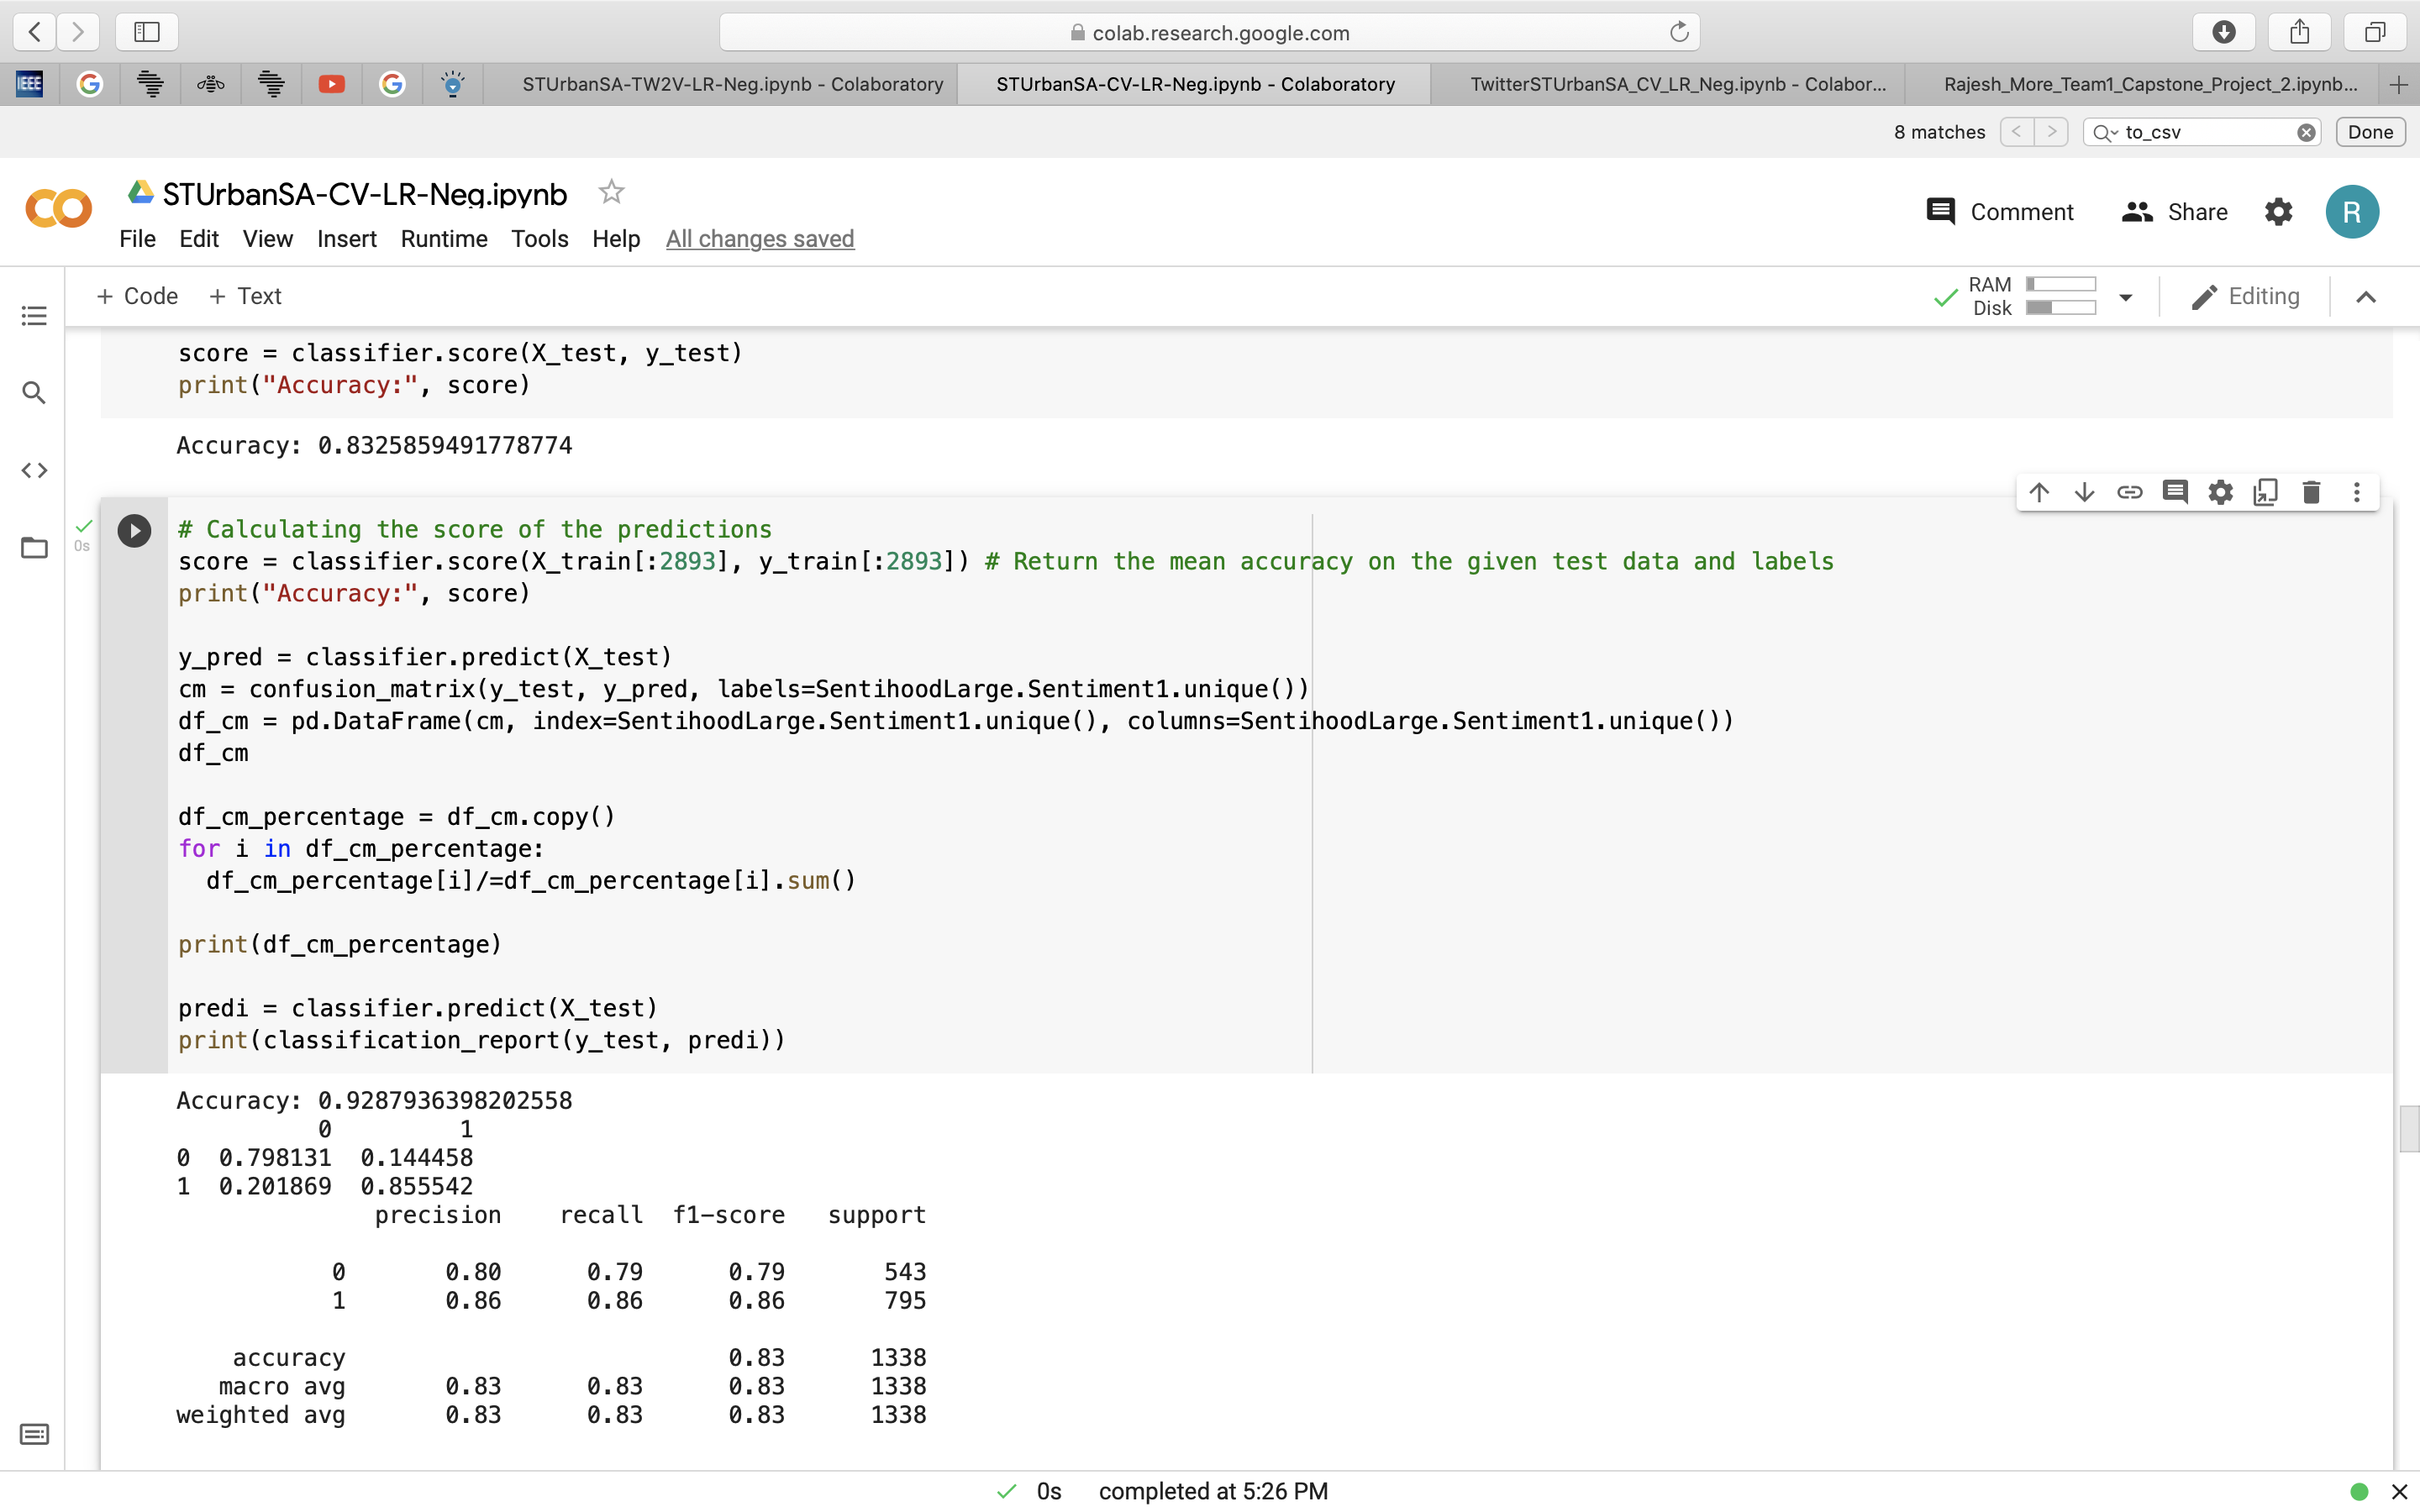 colab.research.google.com
IEEE
STUrbanSA-TW2V-LR-Neg.ipynb - Colaboratory
STUrbanSA-CV-LR-Neg.ipynb - Colaboratory
TwitterSTUrbanSA_CV_LR_Neg.ipynb - Colabor...
Rajesh_More_Team1_Capstone_Project_2.ipynb...
8 matches
to_csv
Done
STUrbanSA-CV-LR-Neg.ipynb
Comment
Share
R
File Edit View Insert Runtime Tools Help All changes saved
+ Code + Text
RAM
Disk
Editing
score = classifier.score(X_test, y_test)
print("Accuracy:", score)
Accuracy: 0.8325859491778774
0s
# Calculating the score of the predictions
score = classifier.score(X_train[:2893], y_train[:2893]) # Return the mean accuracy on the given test data and labels
print("Accuracy:", score)
y_pred = classifier.predict(X_test)
cm = confusion_matrix(y_test, y_pred, labels=SentihoodLarge.Sentiment1.unique())
df_cm = pd.DataFrame(cm, index=SentihoodLarge.Sentiment1.unique(), columns=SentihoodLarge.Sentiment1.unique())
df_cm
df_cm_percentage = df_cm.copy()
for i in df_cm_percentage:
df_cm_percentage[i]/=df_cm_percentage[i].sum()
print(df_cm_percentage)
predi = classifier.predict(X_test)
print(classification_report(y_test, predi))
Accuracy: 0.9287936398202558
0 1
0 0.798131 0.144458
1 0.201869 0.855542
precision recall f1-score support
0 0.80 0.79 0.79 543
1 0.86 0.86 0.86 795
accuracy 0.83 1338
macro avg 0.83 0.83 0.83 1338
weighted avg 0.83 0.83 0.83 1338
0s completed at 5:26 PM